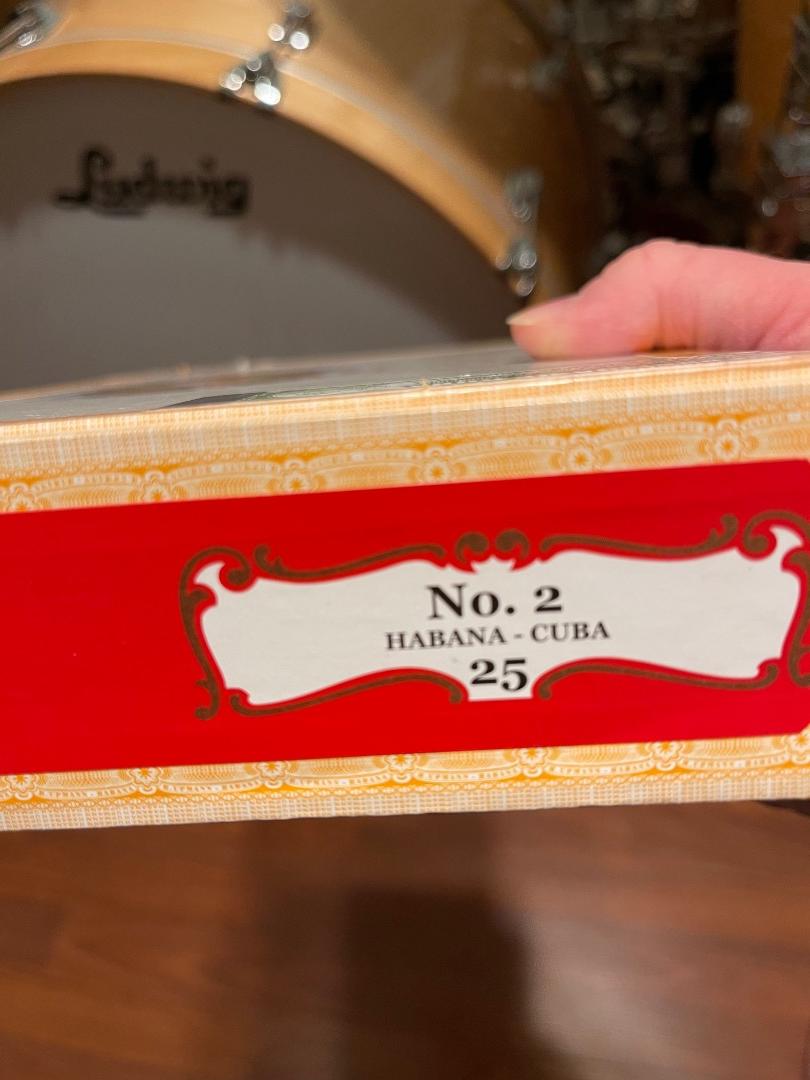 Ludwig
No. 2
HABANA - CUBA
25